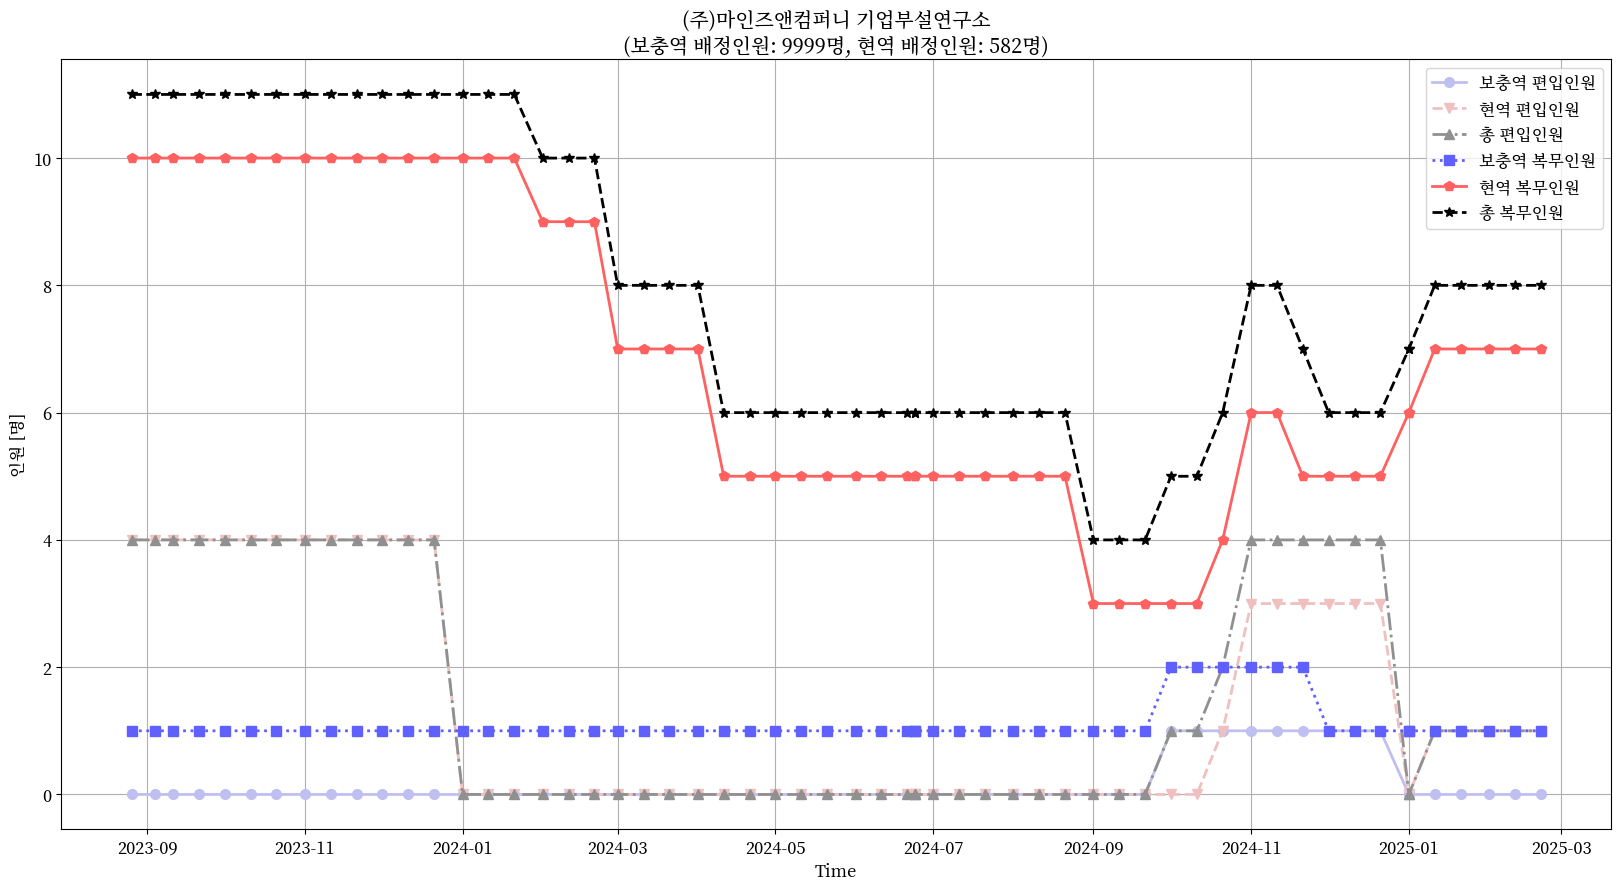 (주)마인즈앤컴퍼니 기업부설연구소
(보충역 배정인원: 9999명, 현역 배정인원: 582명)
보충역 편입인원
현역 편입인원
총 편입인원
보충역 복무인원
현역 복무인원
총 복무인원
인원 [명]
10
8
6
4
2
0
2023-09
2023-11
2024-01
2024-03
2024-05
2024-07
2024-09
2024-11
2025-01
2025-03
Time